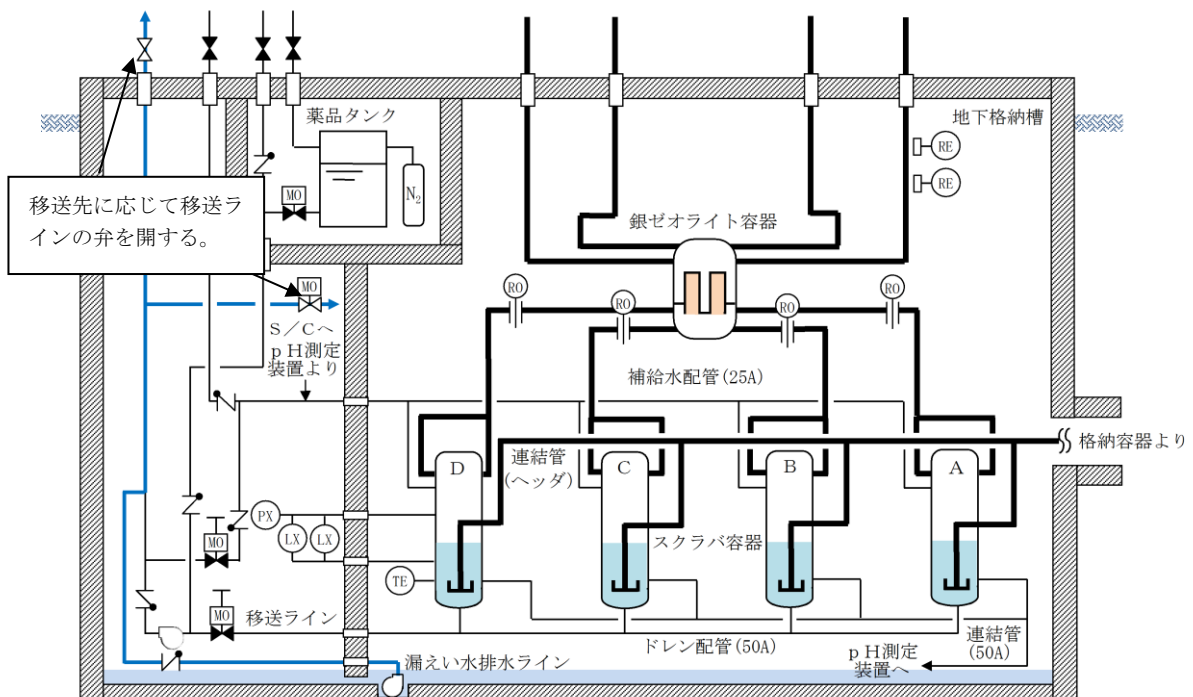 薬品タンク
N₂
MO
移送先に応じて移送ラ
インの弁を開する。
地下格納槽
RE
RE
銀ゼオライト容器
MO
S/Cへ
pH測定
装置より
RO
RO
RO
RO
補給水配管(25A)
格納容器より
連結管
(ヘッダ)
D
C
B
A
スクラバ容器
PX
LX
LX
MO
TE
MO
移送ライン
ドレン配管(50A)
連結管
(50A)
pH測定
装置へ
漏えい水排水ライン